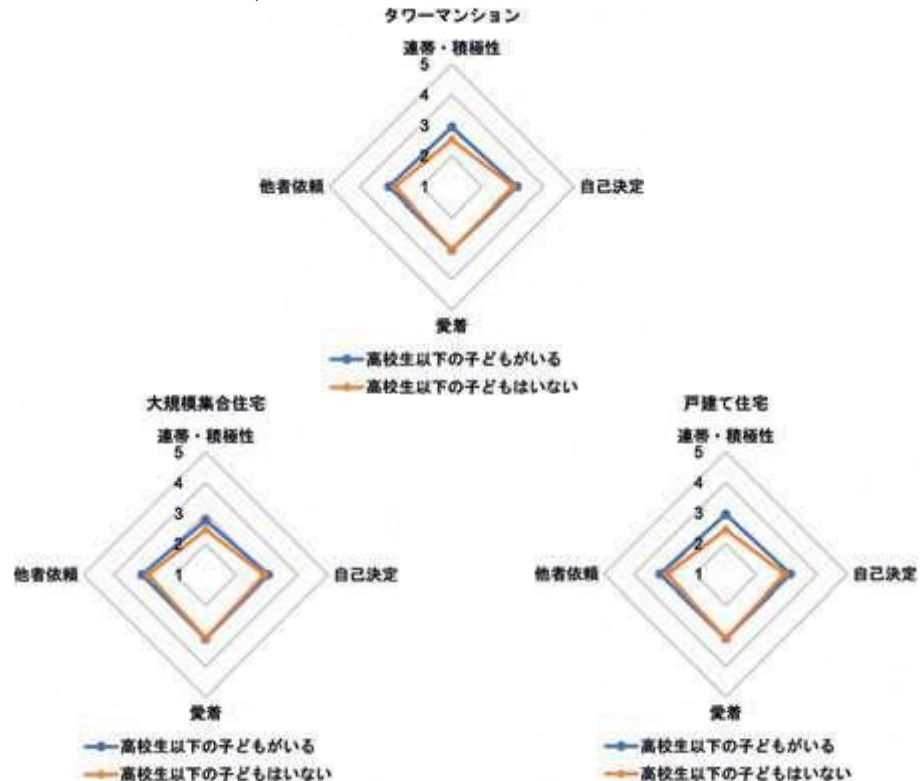 タワーマンション
連帯・積極性
5
4
3
2
1
他者依頼
自己決定
愛着
高校生以下の子どもがいる
高校生以下の子どもはいない
大規模集合住宅
連帯・積極性
5
4
3
2
1
他者依頼
自己決定
愛着
高校生以下の子どもがいる
高校生以下の子どもはいない
戸建て住宅
連帯・積極性
5
4
3
2
1
他者依頼
自己決定
愛着
高校生以下の子どもがいる
高校生以下の子どもはいない